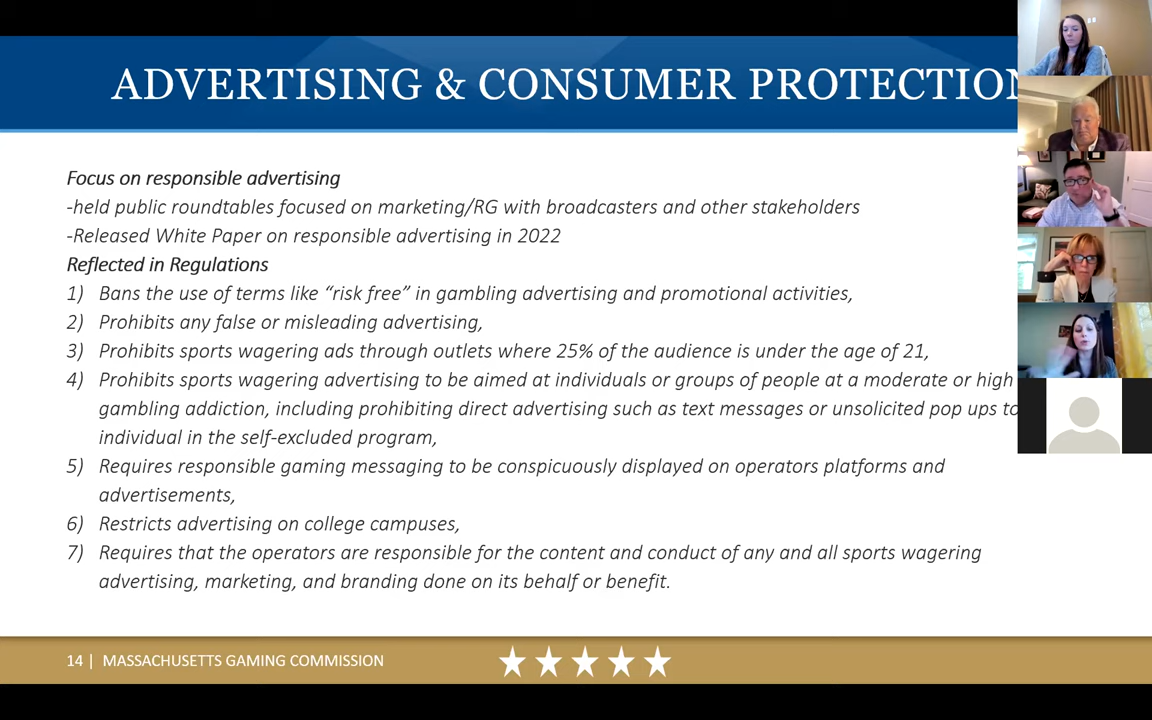 ADVERTISING & CONSUMER PROTECTION
Focus on responsible advertising
-held public roundtables focused on marketing/RG with broadcasters and other stakeholders
-Released White Paper on responsible advertising in 2022
Reflected in Regulations
1) Bans the use of terms like “risk free” in gambling advertising and promotional activities,
2) Prohibits any false or misleading advertising,
3) Prohibits sports wagering ads through outlets where 25% of the audience is under the age of 21,
4) Prohibits sports wagering advertising to be aimed at individuals or groups of people at a moderate or high
gambling addiction, including prohibiting direct advertising such as text messages or unsolicited pop ups to
individual in the self-excluded program,
5) Requires responsible gaming messaging to be conspicuously displayed on operators platforms and
advertisements,
6) Restricts advertising on college campuses,
7) Requires that the operators are responsible for the content and conduct of any and all sports wagering
advertising, marketing, and branding done on its behalf or benefit.
14 | MASSACHUSETTS GAMING COMMISSION